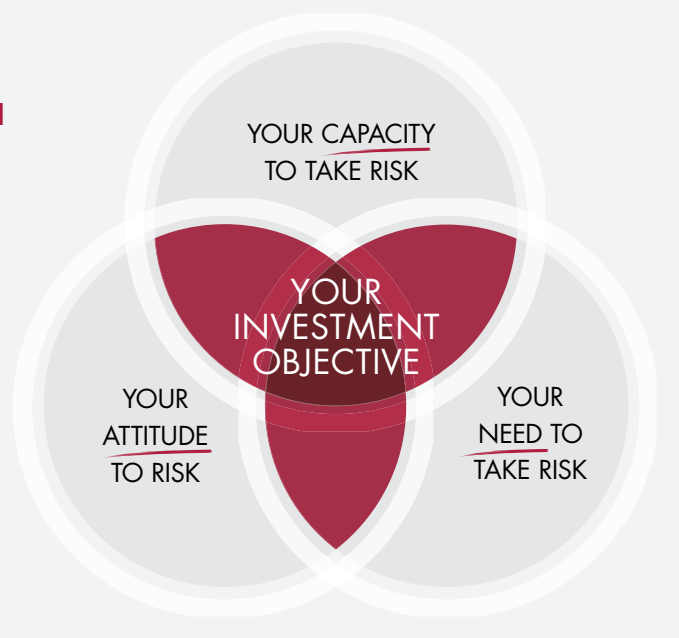 YOUR CAPACITY
TO TAKE RISK
YOUR
INVESTMENT
OBJECTIVE
YOUR
ATTITUDE
TO RISK
YOUR
NEED TO
TAKE RISK